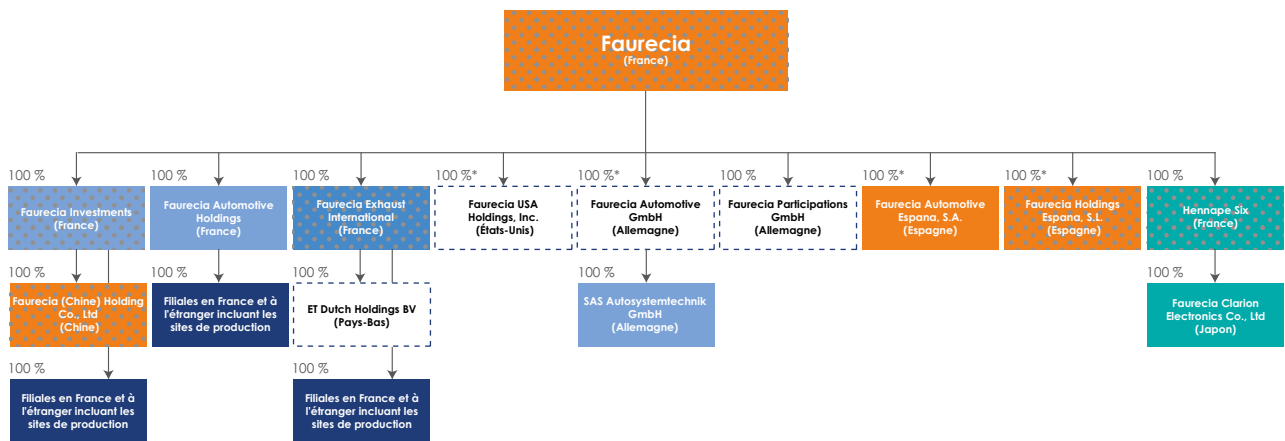 Faurecia
(France)
100 %
100 %
100 %
100 %*
100 %*
100 %
100 %*
100 %*
100 %
Faurecia Investments
(France)
Faurecia Automotive
Holdings
(France)
Faurecia Exhaust
International
(France)
Faurecia USA
Holdings, Inc.
(États-Unis)
Faurecia Automotive
GmbH
(Allemagne)
Faurecia Participations
GmbH
(Allemagne)
Faurecia Automotive
Espana, S.A.
(Espagne)
Faurecia Holdings
Espana, S.L.
(Espagne)
Hennape Six
(France)
100 %
100 %
100 %
100 %
100 %
Faurecia (Chine) Holding
Co., Ltd
(Chine)
Filiales en France et à
l'étranger incluant les
sites de production
ET Dutch Holdings BV
(Pays-Bas)
SAS Autosystemtechnik
GmbH
(Allemagne)
Faurecia Clarion
Electronics Co., Ltd
(Japon)
100 %
100 %
Filiales en France et à
l'étranger incluant les
sites de production
Filiales en France et à
l'étranger incluant les
sites de production